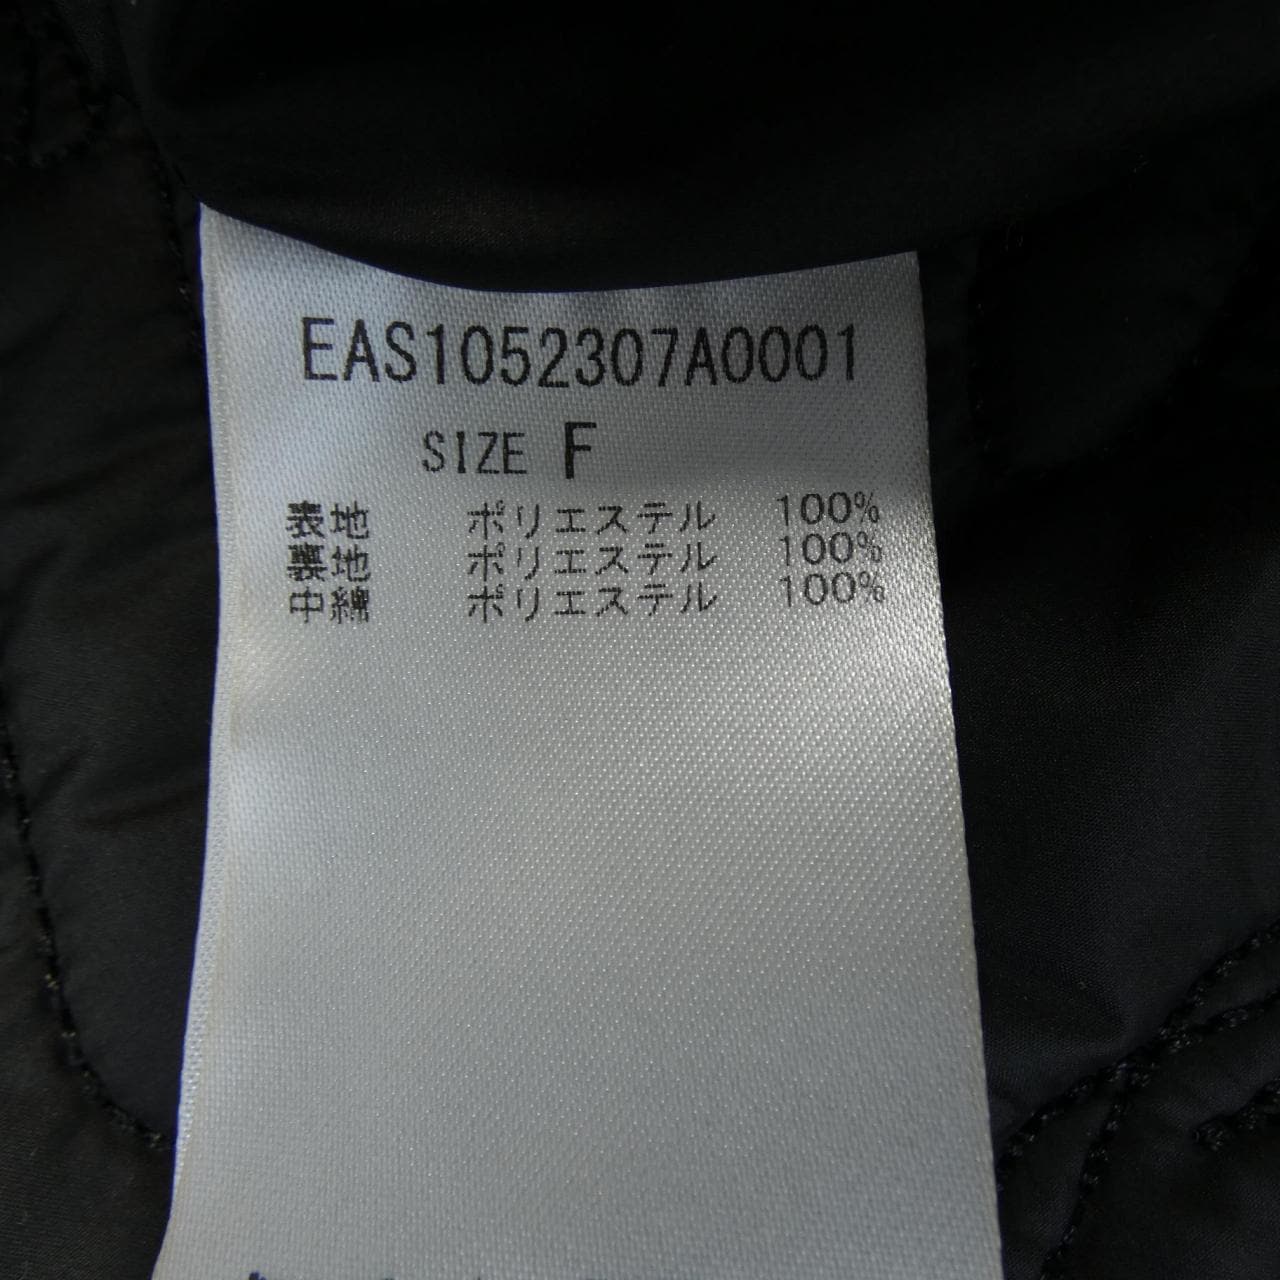 EAS1052307A0001
SIZE F
表地 ポリエステル 100%
裏地 ポリエステル 100%
中綿 ポリエステル 100%